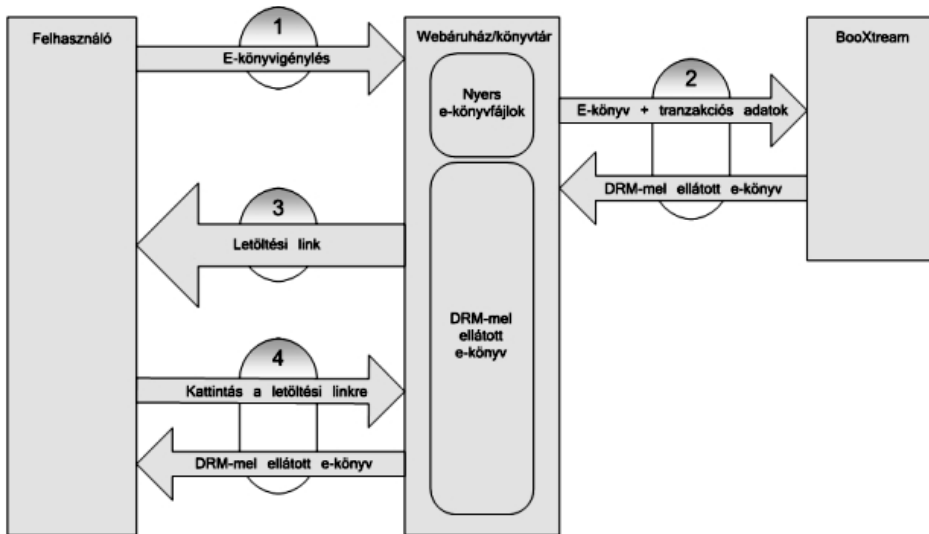 Felhasználó
Webáruház/könyvtár
BooXtream
1
E-könyvigénylés
Nyers
e-könyvfájlok
2
E-könyv + tranzakciós adatok
DRM-mel ellátott e-könyv
3
Letöltési link
DRM-mel
ellátott
e-könyv
4
Kattintás a letöltési linkre
DRM-mel ellátott e-könyv